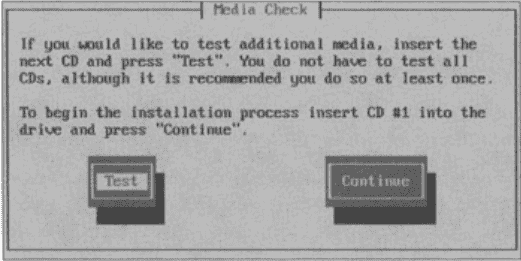 Media Check
If you would like to test additional media, insert the
next CD and press "Test". You do not have to test all
CDs, although it is recommended you do so at least once.
To begin the installation process insert CD #1 into the
drive and press "Continue".
Test
Continue